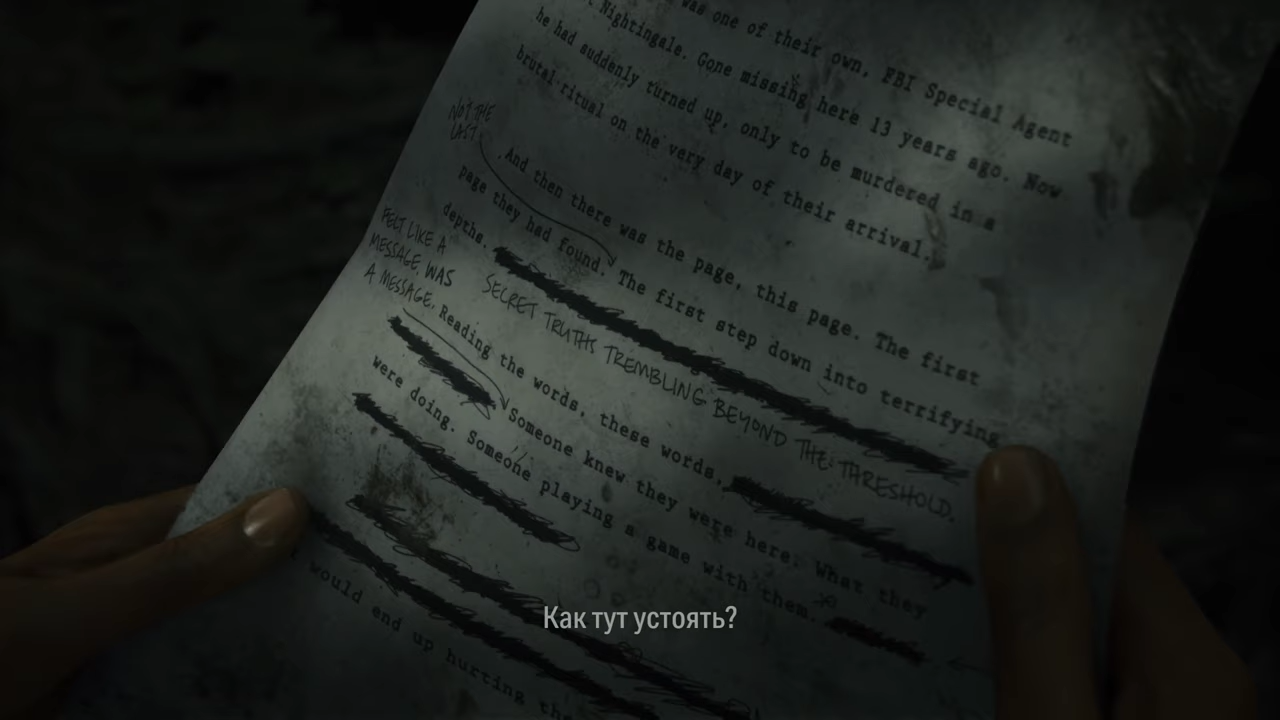 was one of their own, FBI Special Agent
Nightingale. Gone missing here 13 years ago. Now
he had suddenly turned up, only to be murdered in a
brutal ritual on the very day of their arrival.
NOT THE
LAST
And then there was the page, this page. The first
page they had found. The first step down into terrifying
depths.
SECRET TRUTHS TREMBLING BEYOND THE THRESHOLD.
FELT LIKE A
MESSAGE, WAS
A MESSAGE.
Reading the words, these words,
Someone knew they were here. What they
were doing. Someone playing a game with them.
would end up hurting
Как тут устоять?